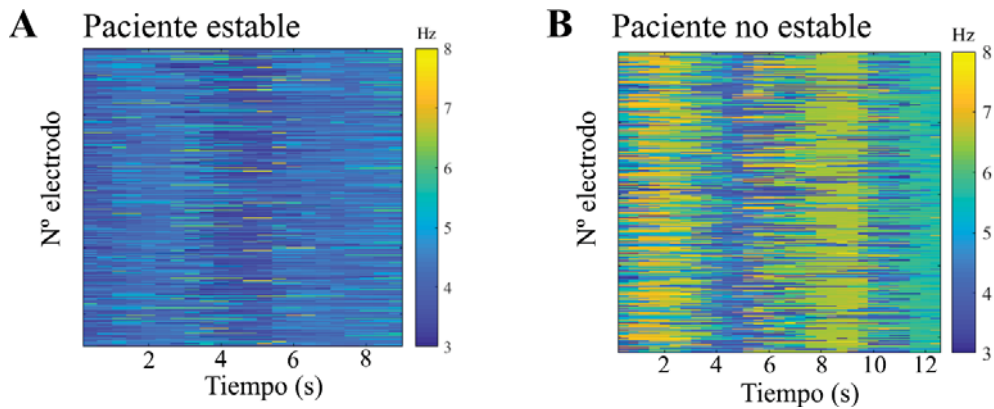 A Paciente estable
Hz
8
7
6
5
4
3
Nº electrodo
2 4 6 8
Tiempo (s)
B Paciente no estable
Hz
8
7
6
5
4
3
Nº electrodo
2 4 6 8 10 12
Tiempo (s)